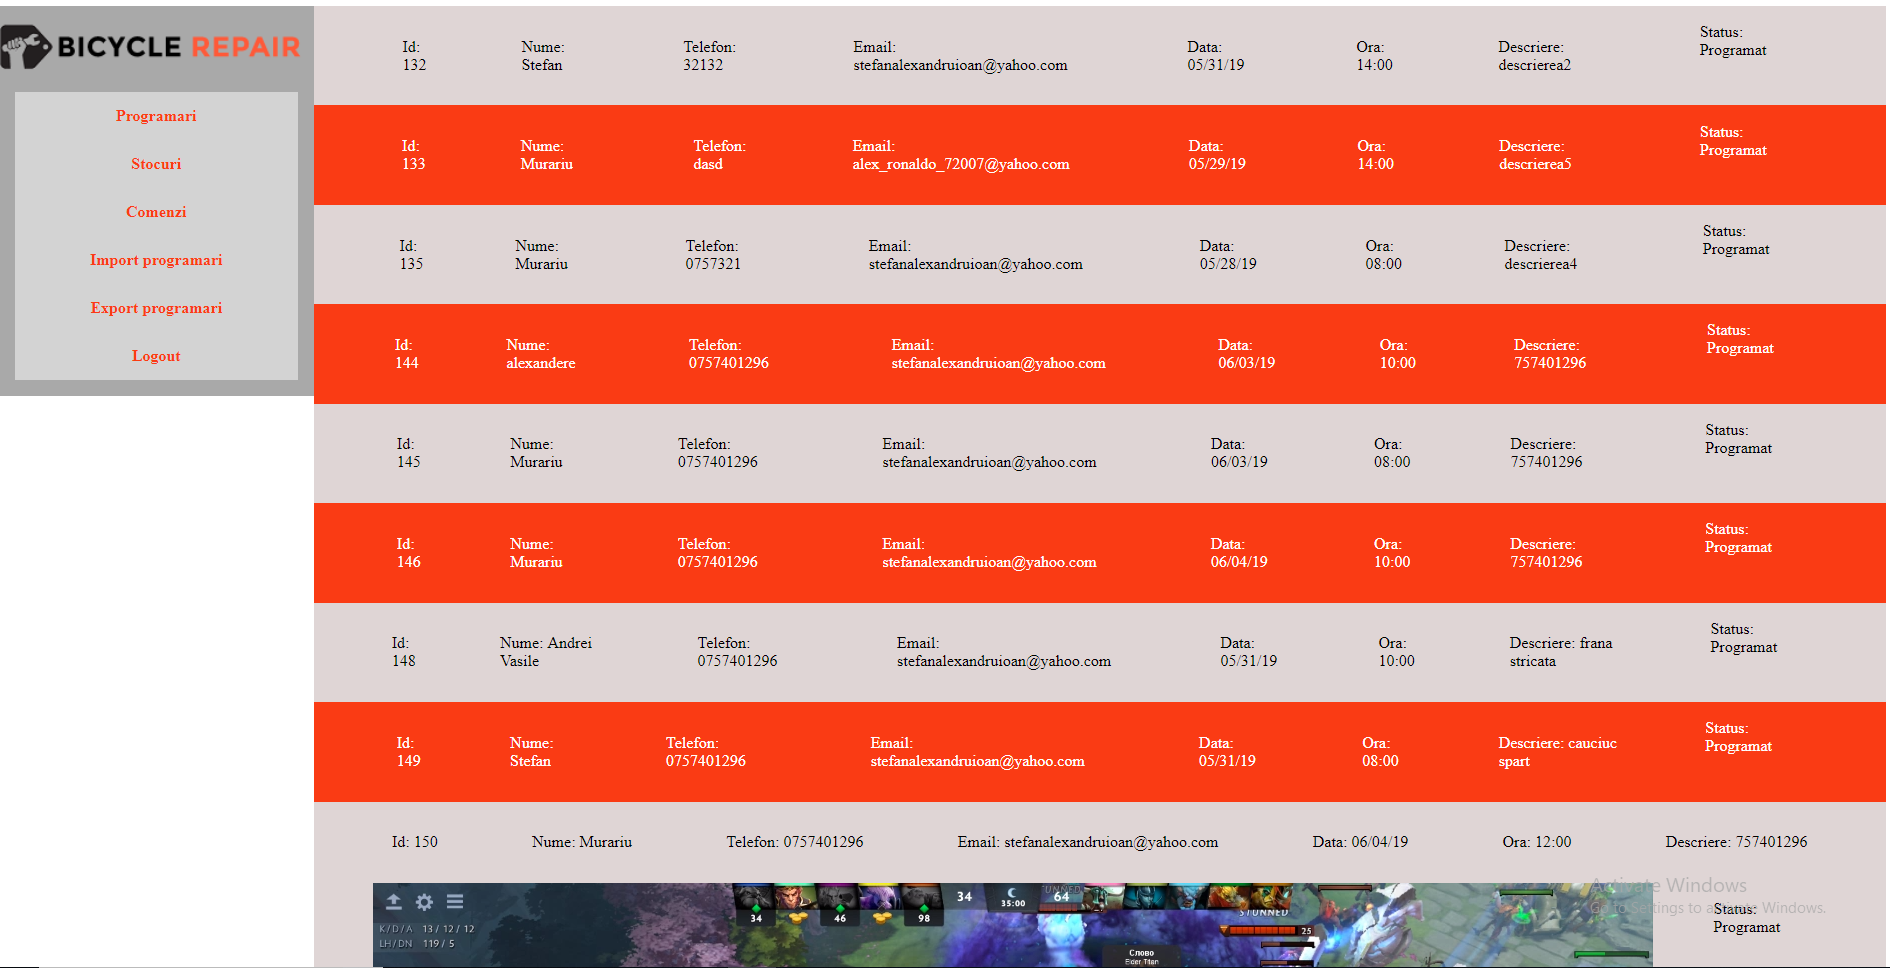 BICYCLE REPAIR
Programari
Stocuri
Comenzi
Import programari
Export programari
Logout
Id: Nume: Telefon: Email: Data: Ora: Descriere: Status:
132 Stefan 32132 stefanalexandruioan@yahoo.com 05/31/19 14:00 descrierea2 Programat
Id: Nume: Telefon: Email: Data: Ora: Descriere: Status:
133 Murariu dasd alex_ronaldo_72007@yahoo.com 05/29/19 14:00 descrierea5 Programat
Id: Nume: Telefon: Email: Data: Ora: Descriere: Status:
135 Murariu 0757321 stefanalexandruioan@yahoo.com 05/28/19 08:00 descrierea4 Programat
Id: Nume: Telefon: Email: Data: Ora: Descriere: Status:
144 alexandere 0757401296 stefanalexandruioan@yahoo.com 06/03/19 10:00 757401296 Programat
Id: Nume: Telefon: Email: Data: Ora: Descriere: Status:
145 Murariu 0757401296 stefanalexandruioan@yahoo.com 06/03/19 08:00 757401296 Programat
Id: Nume: Telefon: Email: Data: Ora: Descriere: Status:
146 Murariu 0757401296 stefanalexandruioan@yahoo.com 06/04/19 10:00 757401296 Programat
Id: Nume: Andrei Telefon: Email: Data: Ora: Descriere: frana Status:
148 Vasile 0757401296 stefanalexandruioan@yahoo.com 05/31/19 10:00 stricata Programat
Id: Nume: Telefon: Email: Data: Ora: Descriere: cauciuc Status:
149 Stefan 0757401296 stefanalexandruioan@yahoo.com 05/31/19 08:00 spart Programat
Id: 150 Nume: Murariu Telefon: 0757401296 Email: stefanalexandruioan@yahoo.com Data: 06/04/19 Ora: 12:00 Descriere: 757401296
34 35:00 64
34 46 98
STUNNED
K/D/A 13/12/12
LH/DN 119/5
25
Слово
Elder Titan
Activate Windows
Go to Settings to activate Windows.
Status:
Programat